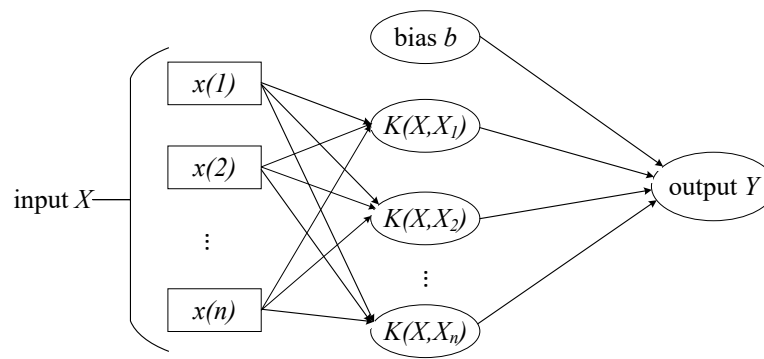 input X
x(1)
x(2)
⋮
x(n)
bias b
K(X,X₁)
K(X,X₂)
⋮
K(X,Xₙ)
output Y